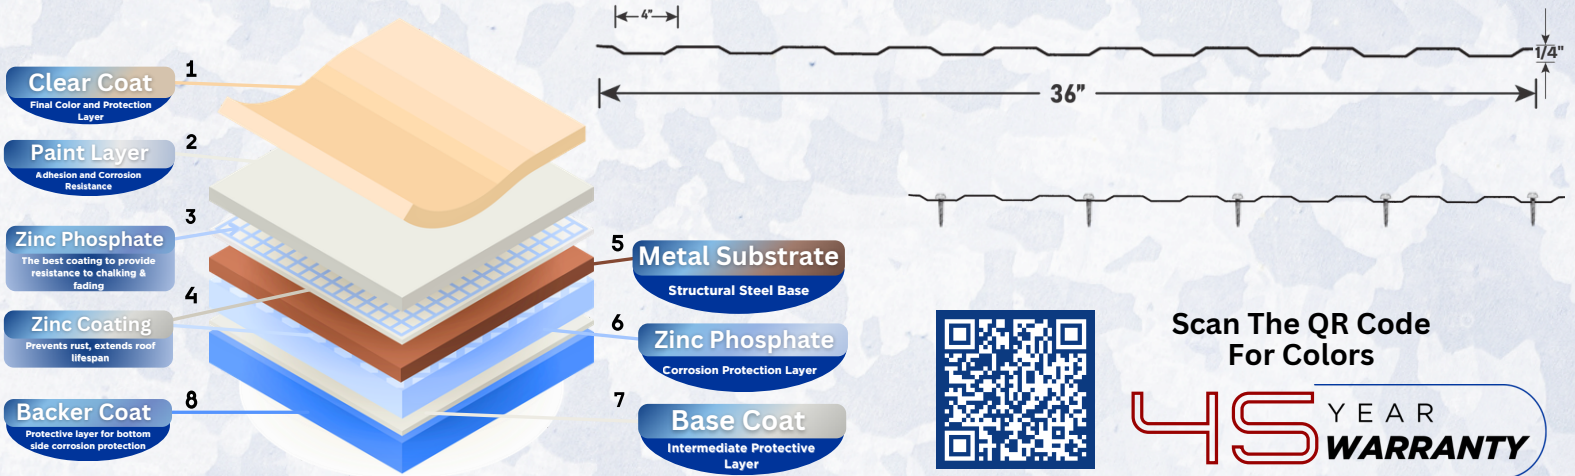 1
Clear Coat
Final Color and Protection
Layer
2
Paint Layer
Adhesion and Corrosion
Resistance
3
Zinc Phosphate
The best coating to provide
resistance to chalking &
fading
4
Zinc Coating
Prevents rust, extends roof
lifespan
8
Backer Coat
Protective layer for bottom
side corrosion protection
5
Metal Substrate
Structural Steel Base
6
Zinc Phosphate
Corrosion Protection Layer
7
Base Coat
Intermediate Protective
Layer
4"
1/4"
36"
Scan The QR Code
For Colors
45 YEAR
WARRANTY